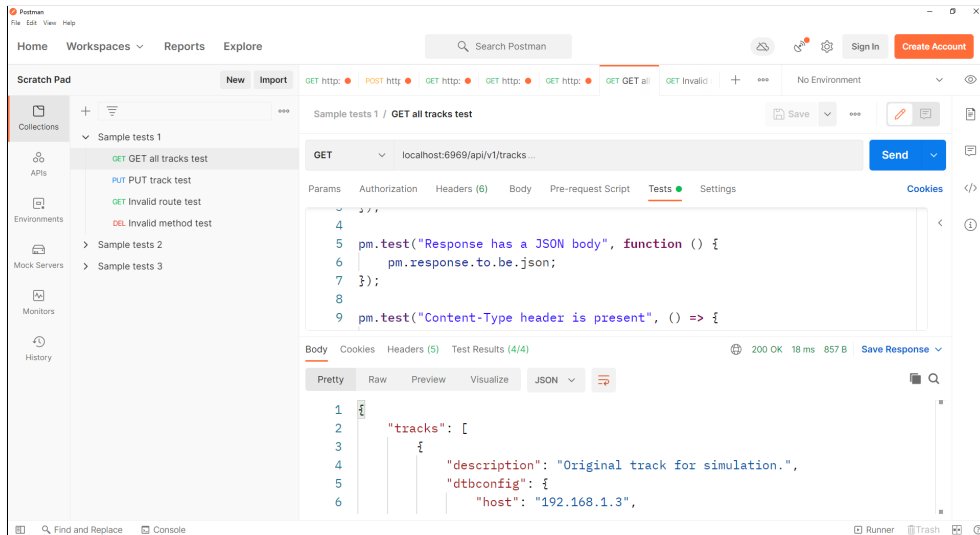 Postman
File Edit View Help
Home Workspaces Reports Explore Search Postman Sign In Create Account
Scratch Pad New Import GET http: POST http GET http: GET http: GET http: GET GET all GET Invalid No Environment
Collections
APIs
Environments
Mock Servers
Monitors
History
Sample tests 1
GET GET all tracks test
PUT PUT track test
GET Invalid route test
DEL Invalid method test
Sample tests 2
Sample tests 3
Sample tests 1 / GET all tracks test Save
GET localhost:6969/api/v1/tracks... Send
Params Authorization Headers (6) Body Pre-request Script Tests Settings Cookies
3 });
4
5 pm.test("Response has a JSON body", function () {
6 pm.response.to.be.json;
7 });
8
9 pm.test("Content-Type header is present", () => {
Body Cookies Headers (5) Test Results (4/4) 200 OK 18 ms 857 B Save Response
Pretty Raw Preview Visualize JSON
1 {
2 "tracks": [
3 {
4 "description": "Original track for simulation.",
5 "dtbconfig": {
6 "host": "192.168.1.3",
Find and Replace Console Runner Trash